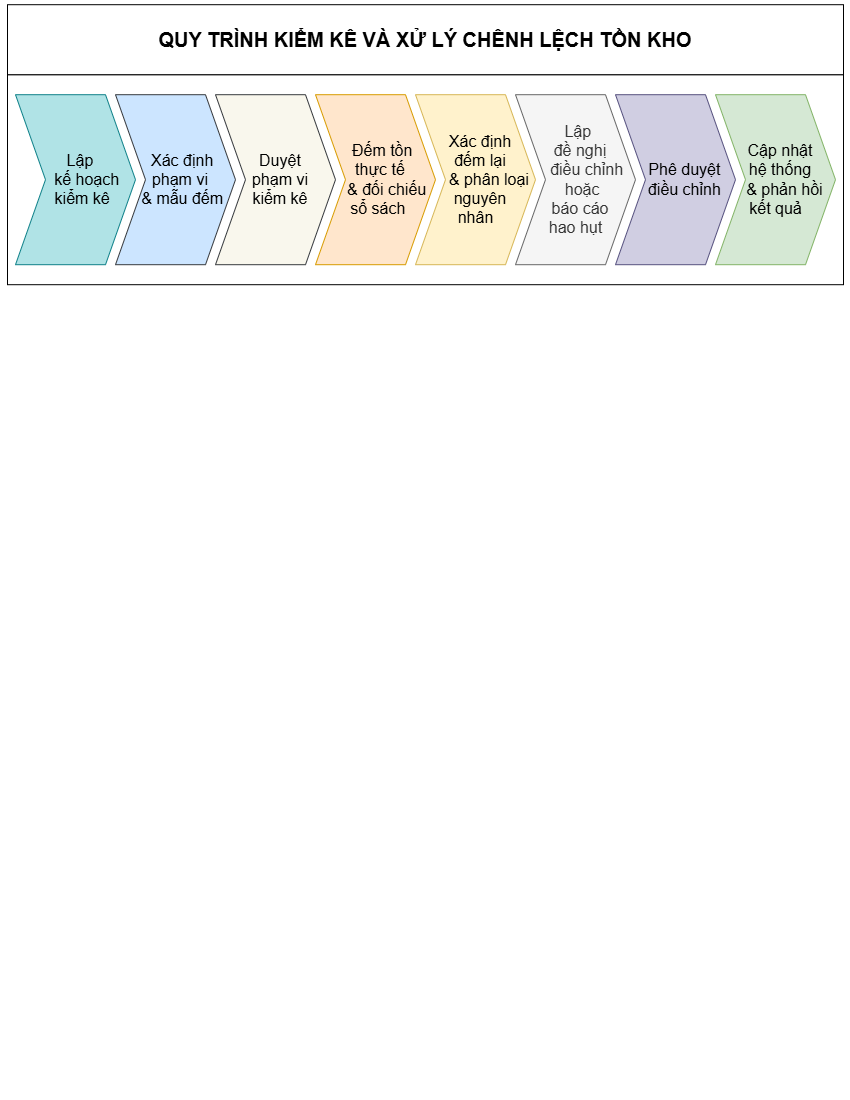 QUY TRÌNH KIỂM KÊ VÀ XỬ LÝ CHÊNH LỆCH TỒN KHO
Lập
kế hoạch
kiểm kê
Xác định
phạm vi
& mẫu đếm
Duyệt
phạm vi
kiểm kê
Đếm tồn
thực tế
& đối chiếu
sổ sách
Xác định
đếm lại
& phân loại
nguyên
nhân
Lập
đề nghị
điều chỉnh
hoặc
báo cáo
hao hụt
Phê duyệt
điều chỉnh
Cập nhật
hệ thống
& phản hồi
kết quả